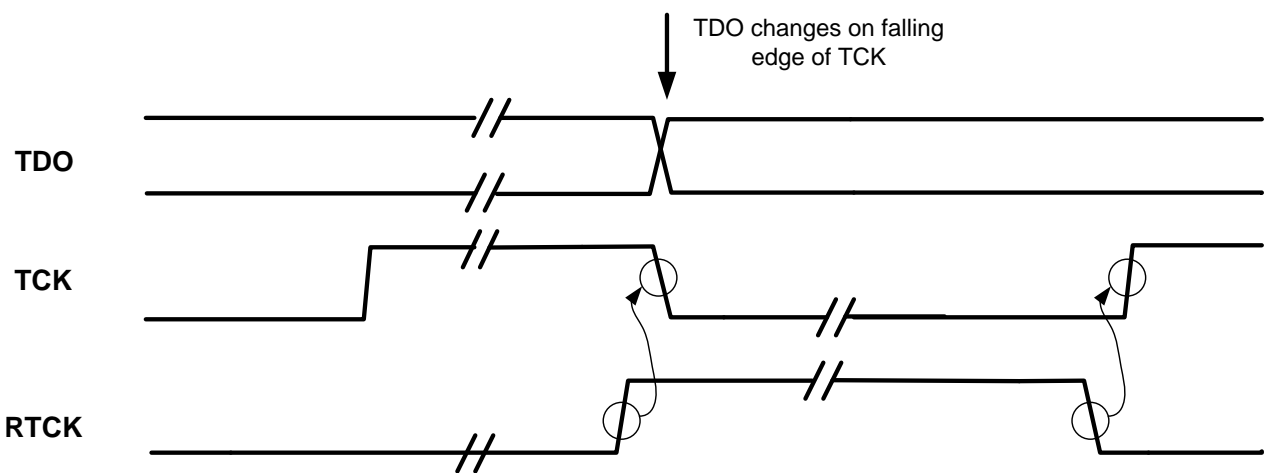 TDO changes on falling
edge of TCK
TDO
TCK
RTCK